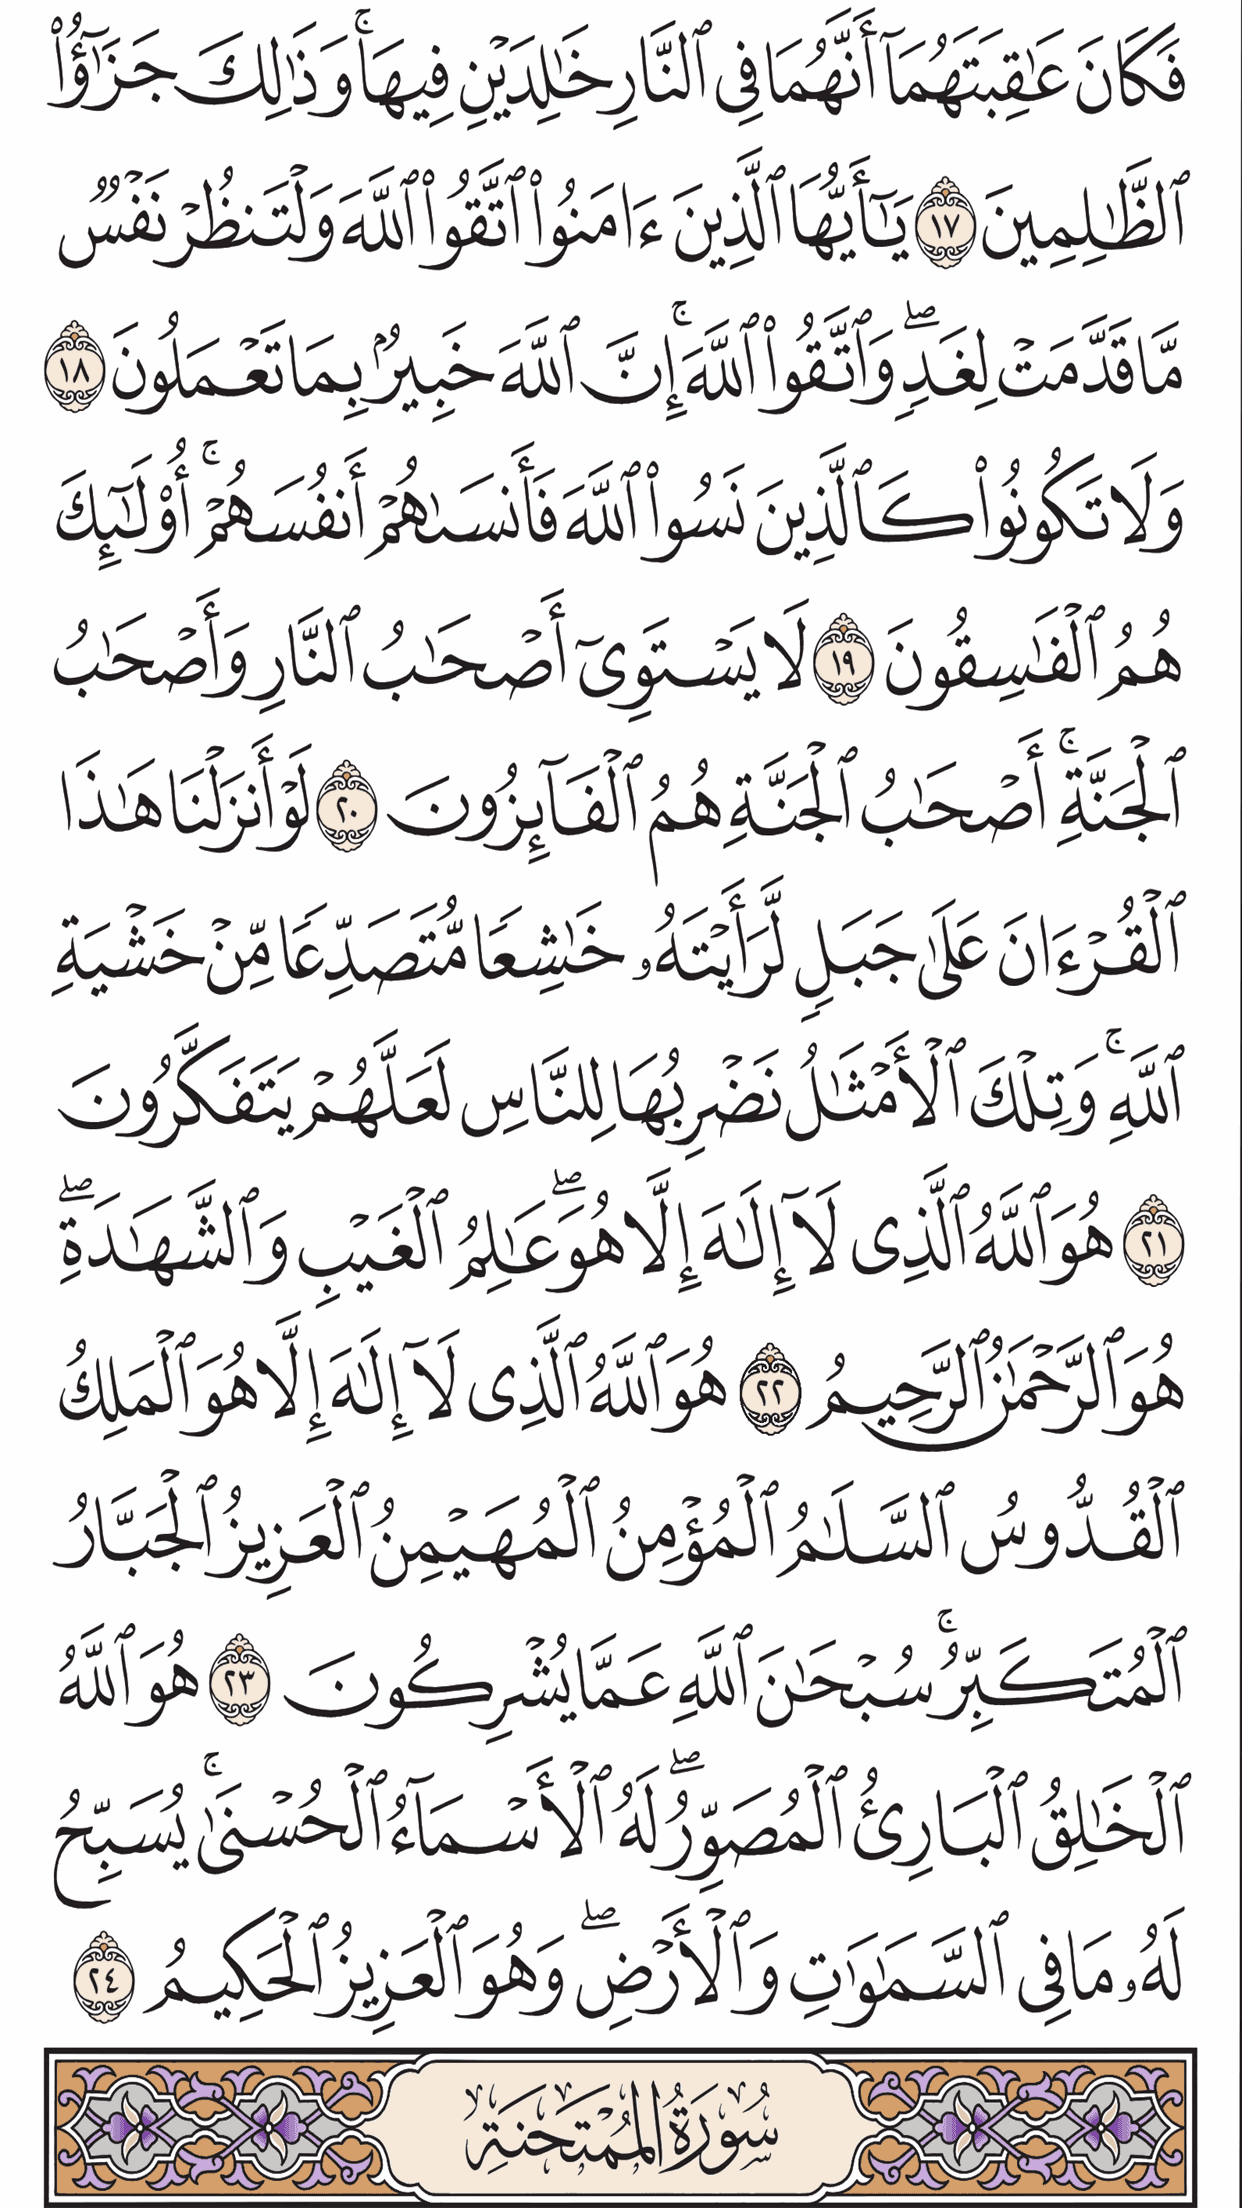 فَكَانَ عَٰقِبَتَهُمَآ أَنَّهُمَا فِى ٱلنَّارِ خَٰلِدَيْنِ فِيهَا ۚ وَذَٰلِكَ جَزَٰٓؤُا۟
ٱلظَّٰلِمِينَ ١٧ يَٰٓأَيُّهَا ٱلَّذِينَ ءَامَنُوا۟ ٱتَّقُوا۟ ٱللَّهَ وَلْتَنظُرْ نَفْسٌ
مَّا قَدَّمَتْ لِغَدٍ ۖ وَٱتَّقُوا۟ ٱللَّهَ ۚ إِنَّ ٱللَّهَ خَبِيرٌۢ بِمَا تَعْمَلُونَ ١٨
وَلَا تَكُونُوا۟ كَٱلَّذِينَ نَسُوا۟ ٱللَّهَ فَأَنسَىٰهُمْ أَنفُسَهُمْ ۚ أُو۟لَٰٓئِكَ
هُمُ ٱلْفَٰسِقُونَ ١٩ لَا يَسْتَوِىٓ أَصْحَٰبُ ٱلنَّارِ وَأَصْحَٰبُ
ٱلْجَنَّةِ ۚ أَصْحَٰبُ ٱلْجَنَّةِ هُمُ ٱلْفَآئِزُونَ ٢٠ لَوْ أَنزَلْنَا هَٰذَا
ٱلْقُرْءَانَ عَلَىٰ جَبَلٍ لَّرَأَيْتَهُۥ خَٰشِعًا مُّتَصَدِّعًا مِّنْ خَشْيَةِ
ٱللَّهِ ۚ وَتِلْكَ ٱلْأَمْثَٰلُ نَضْرِبُهَا لِلنَّاسِ لَعَلَّهُمْ يَتَفَكَّرُونَ
٢١ هُوَ ٱللَّهُ ٱلَّذِى لَآ إِلَٰهَ إِلَّا هُوَ ۖ عَٰلِمُ ٱلْغَيْبِ وَٱلشَّهَٰدَةِ ۖ
هُوَ ٱلرَّحْمَٰنُ ٱلرَّحِيمُ ٢٢ هُوَ ٱللَّهُ ٱلَّذِى لَآ إِلَٰهَ إِلَّا هُوَ ٱلْمَلِكُ
ٱلْقُدُّوسُ ٱلسَّلَٰمُ ٱلْمُؤْمِنُ ٱلْمُهَيْمِنُ ٱلْعَزِيزُ ٱلْجَبَّارُ
ٱلْمُتَكَبِّرُ ۚ سُبْحَٰنَ ٱللَّهِ عَمَّا يُشْرِكُونَ ٢٣ هُوَ ٱللَّهُ
ٱلْخَٰلِقُ ٱلْبَارِئُ ٱلْمُصَوِّرُ ۖ لَهُ ٱلْأَسْمَآءُ ٱلْحُسْنَىٰ ۚ يُسَبِّحُ
لَهُۥ مَا فِى ٱلسَّمَٰوَٰتِ وَٱلْأَرْضِ ۖ وَهُوَ ٱلْعَزِيزُ ٱلْحَكِيمُ ٢٤
سُورَةُ المُمْتَحنَةِ